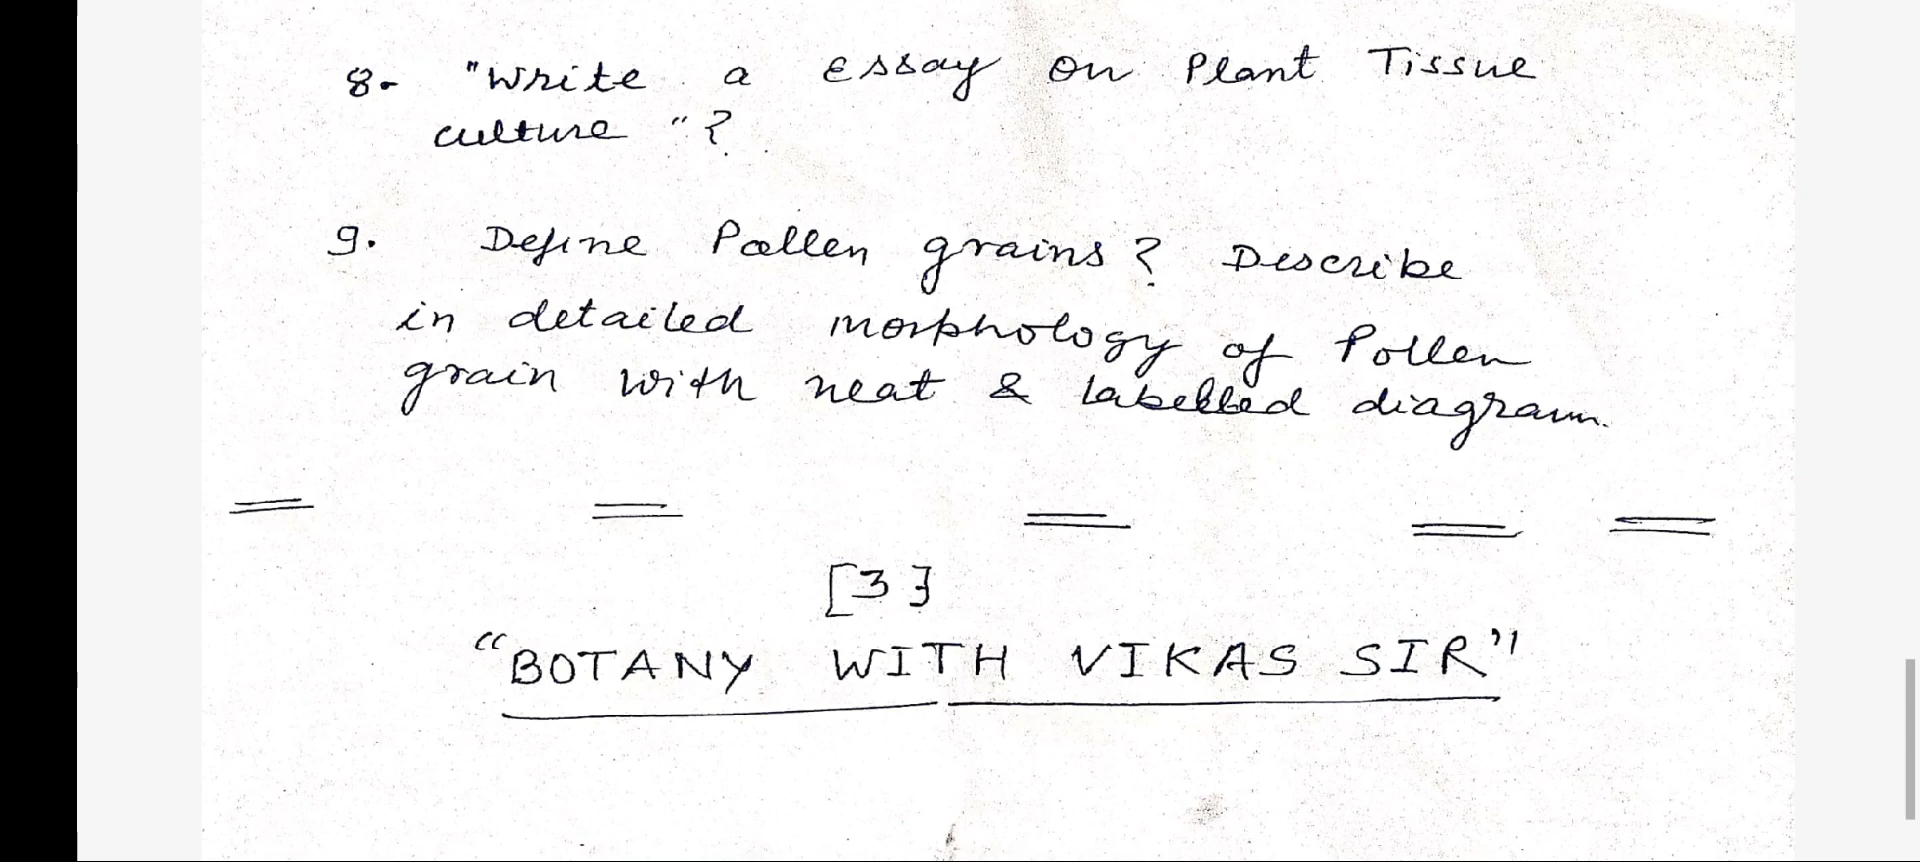 8. "Write a essay on Plant Tissue
culture "?
9. Define Pollen grains? Describe
in detailed morphology of Pollen
grain with neat & labelled diagram.
[3]
"BOTANY WITH VIKAS SIR"